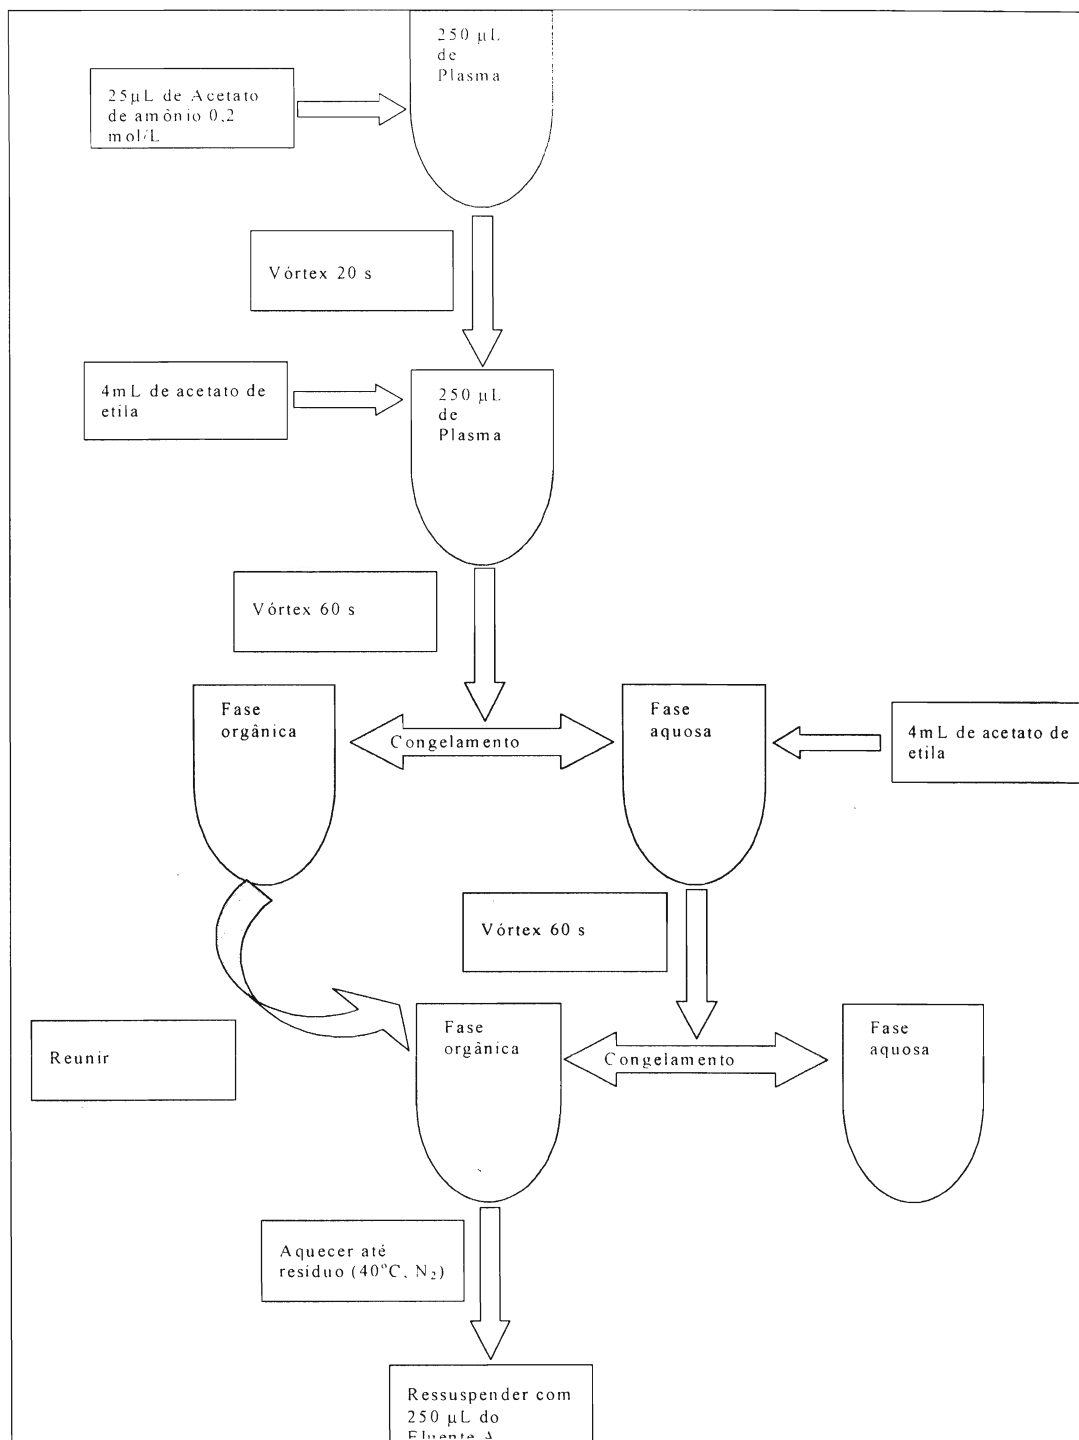 250 µL
de
Plasma
25µL de Acetato
de amônio 0,2
mol/L
Vórtex 20 s
4mL de acetato de
etila
250 µL
de
Plasma
Vórtex 60 s
Fase
orgânica
Congelamento
Fase
aquosa
4mL de acetato de
etila
Vórtex 60 s
Reunir
Fase
orgânica
Congelamento
Fase
aquosa
Aquecer até
resíduo (40ºC, N₂)
Ressuspender com
250 µL do
Eluente A